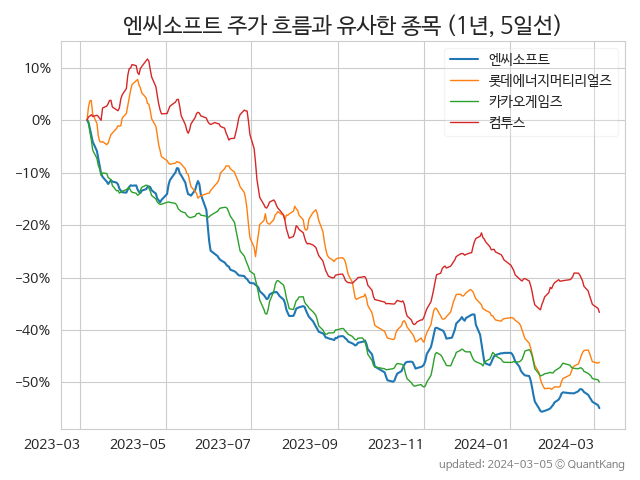 엔씨소프트 주가 흐름과 유사한 종목 (1년, 5일선)
엔씨소프트
롯데에너지머티리얼즈
카카오게임즈
컴투스
10%
0%
−10%
−20%
−30%
−40%
−50%
2023-03 2023-05 2023-07 2023-09 2023-11 2024-01 2024-03
updated: 2024-03-05 © QuantKang